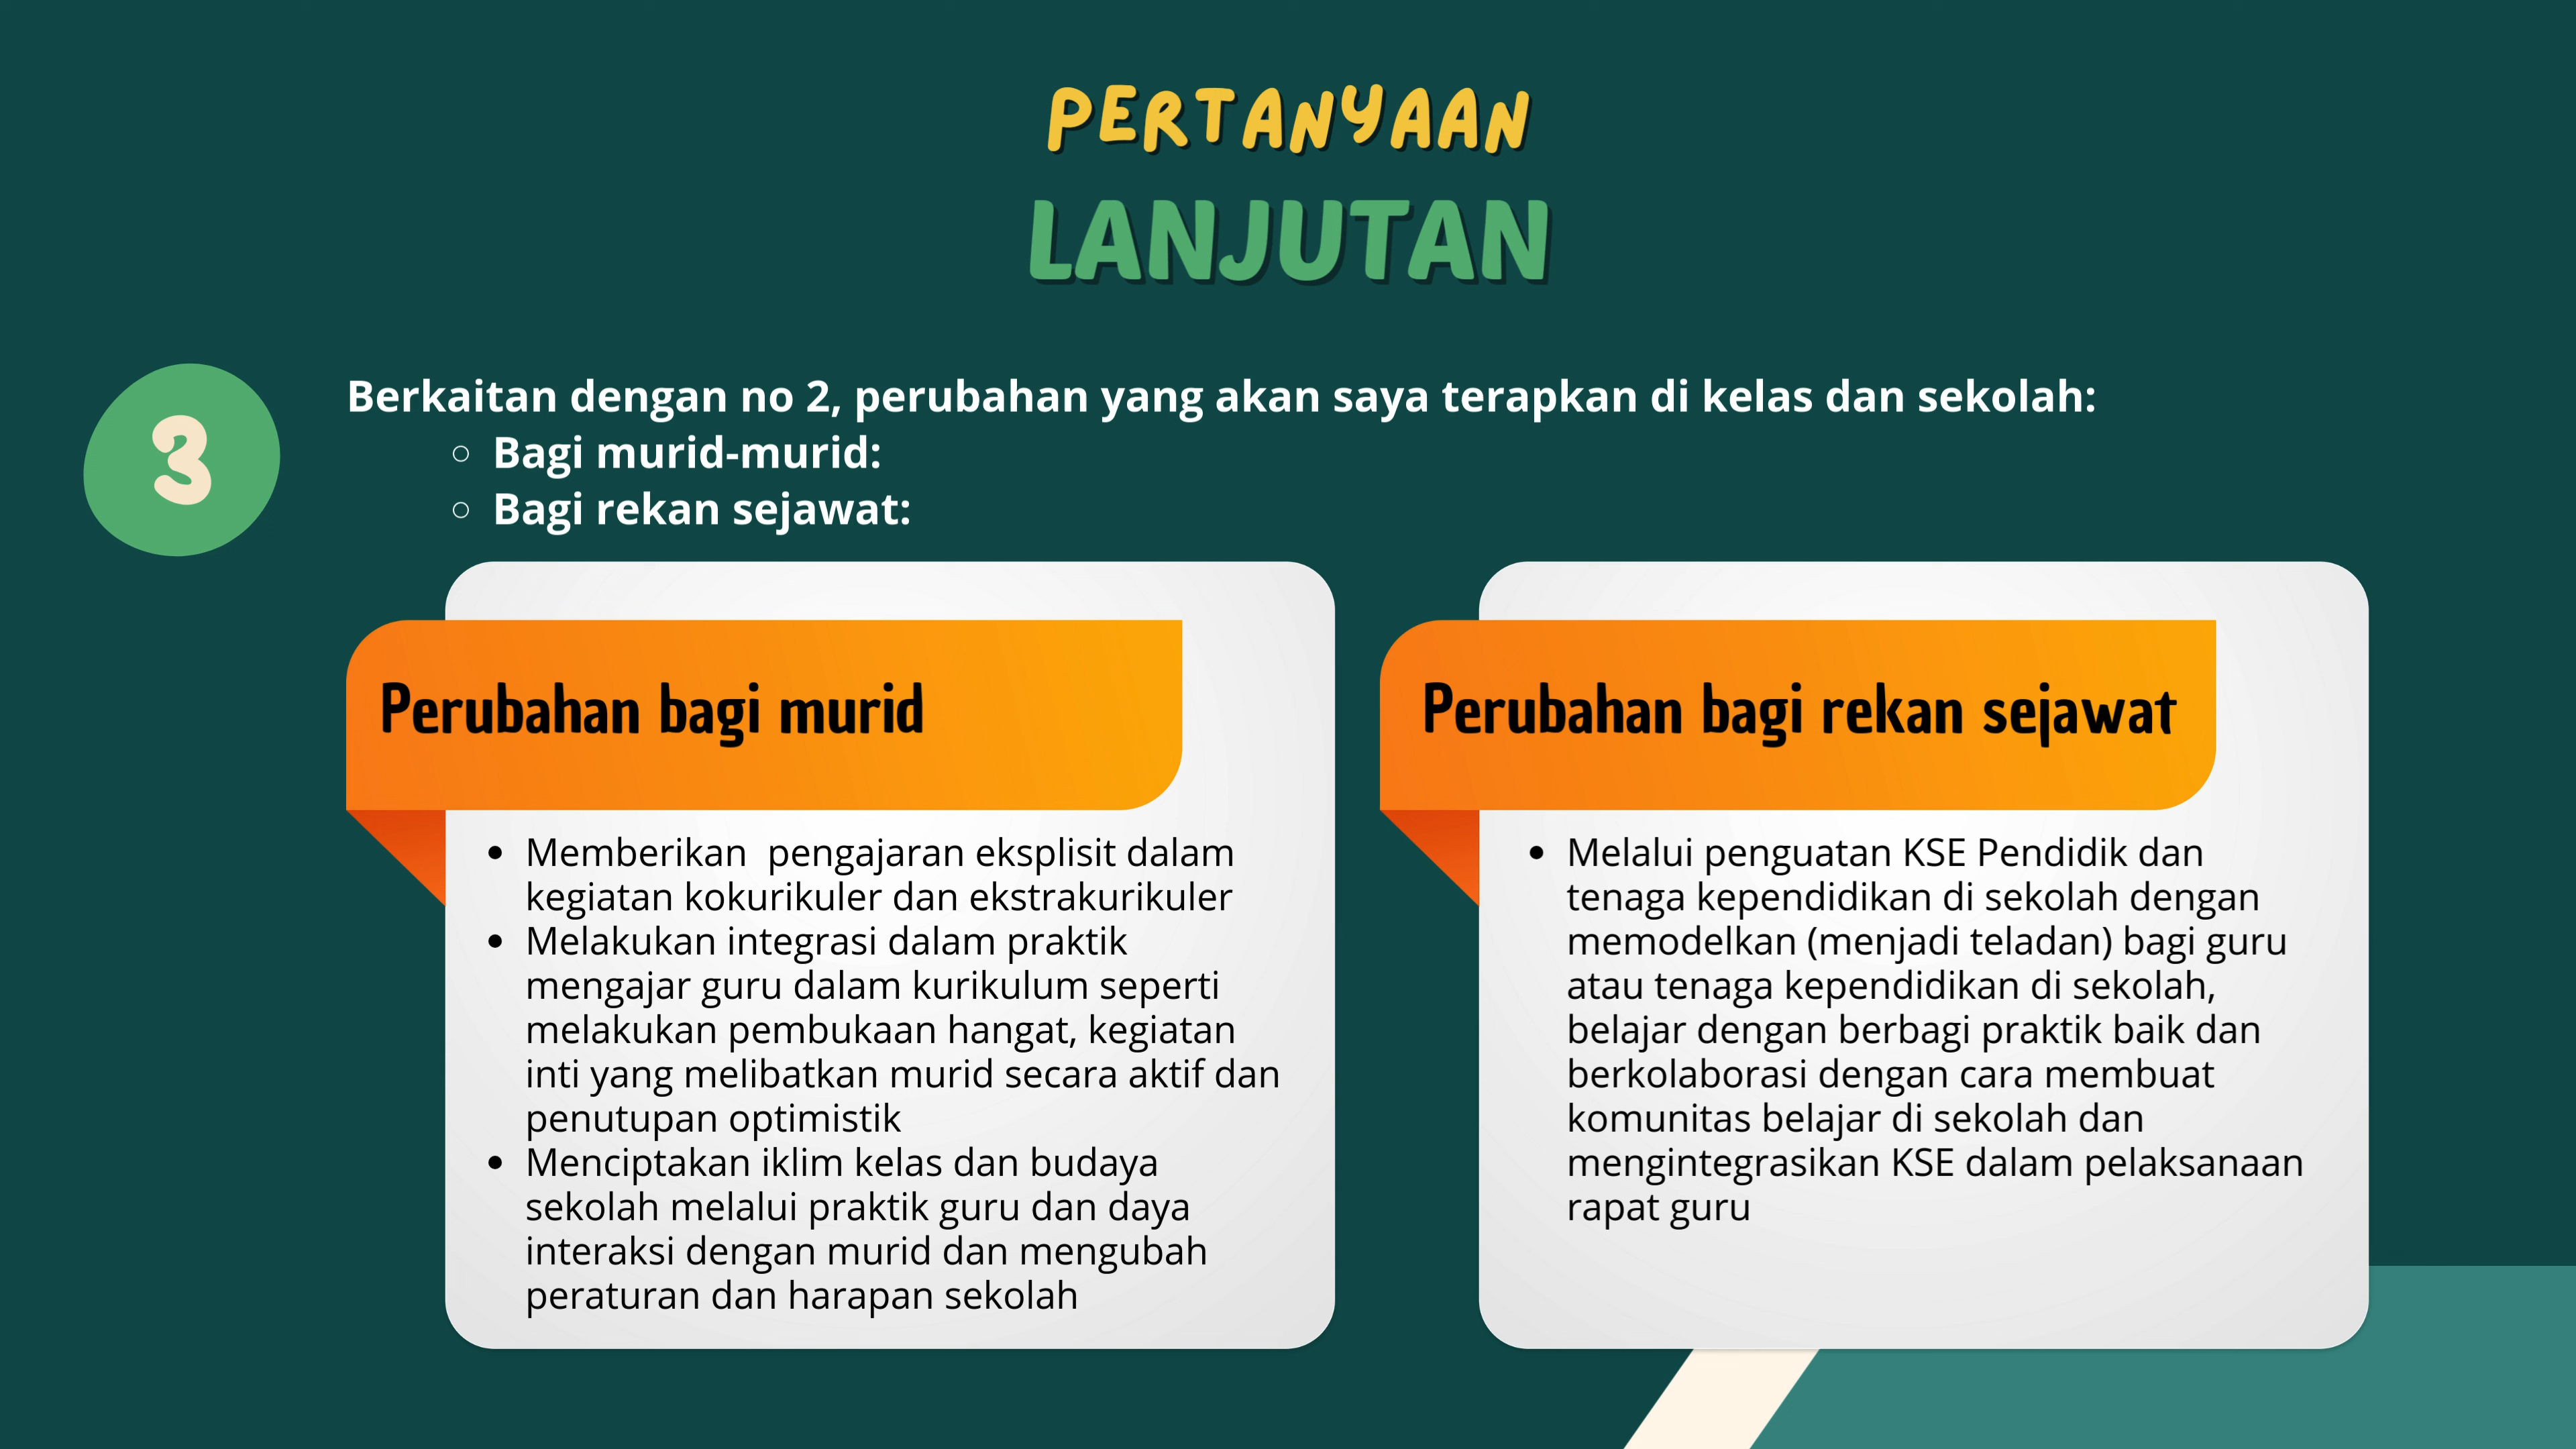 PERTANYAAN
LANJUTAN
3
Berkaitan dengan no 2, perubahan yang akan saya terapkan di kelas dan sekolah:
Bagi murid-murid:
Bagi rekan sejawat:
Perubahan bagi murid
Memberikan  pengajaran eksplisit dalam
kegiatan kokurikuler dan ekstrakurikuler
Melakukan integrasi dalam praktik
mengajar guru dalam kurikulum seperti
melakukan pembukaan hangat, kegiatan
inti yang melibatkan murid secara aktif dan
penutupan optimistik
Menciptakan iklim kelas dan budaya
sekolah melalui praktik guru dan daya
interaksi dengan murid dan mengubah
peraturan dan harapan sekolah
Perubahan bagi rekan sejawat
Melalui penguatan KSE Pendidik dan
tenaga kependidikan di sekolah dengan
memodelkan (menjadi teladan) bagi guru
atau tenaga kependidikan di sekolah,
belajar dengan berbagi praktik baik dan
berkolaborasi dengan cara membuat
komunitas belajar di sekolah dan
mengintegrasikan KSE dalam pelaksanaan
rapat guru